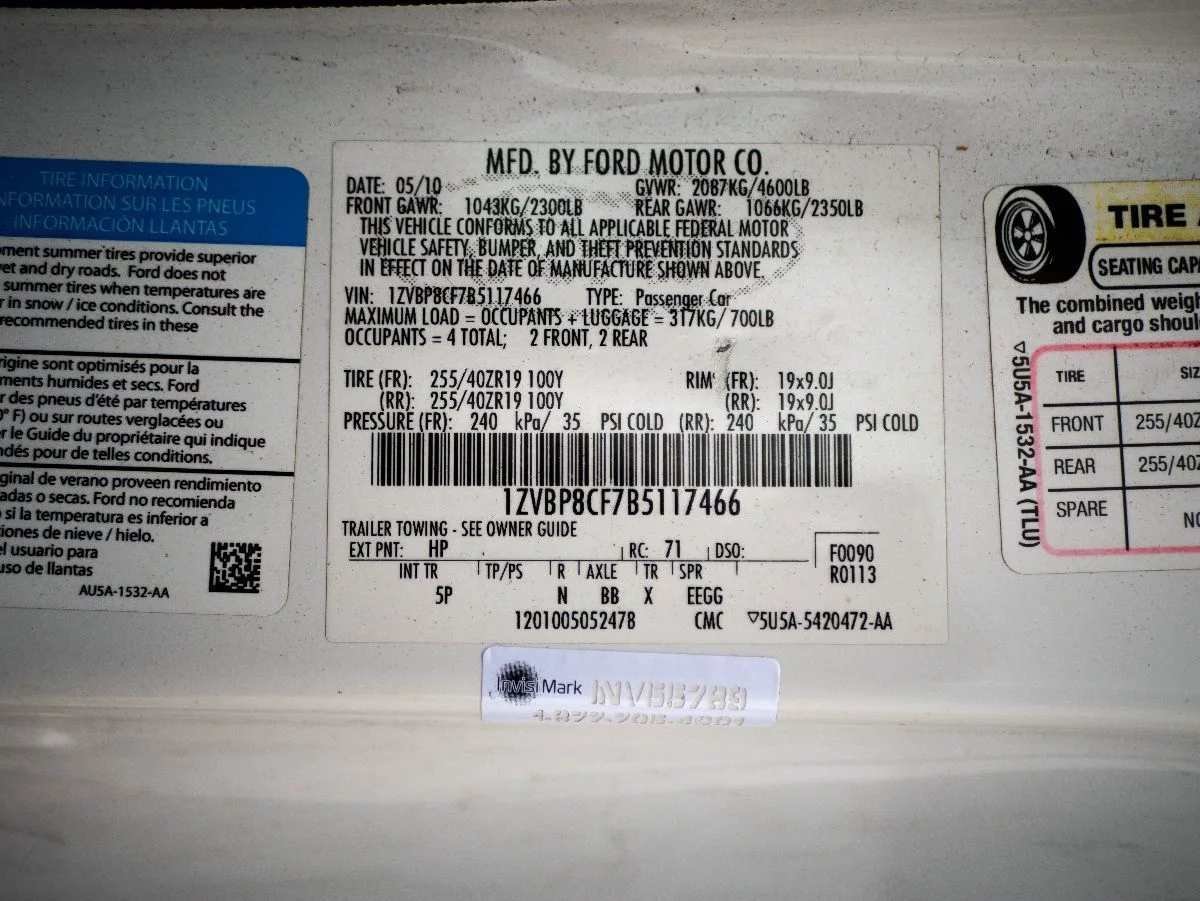 TIRE INFORMATION
NFORMATION SUR LES PNEUS
INFORMACIÓN LLANTAS
oment summer tires provide superior
vet and dry roads. Ford does not
summer tires when temperatures are
r in snow / ice conditions. Consult the
recommended tires in these
rigine sont optimisés pour la
ments humides et secs. Ford
r des pneus d'été par températures
0° F) ou sur routes verglacées ou
r le Guide du propriétaire qui indique
ndés pour de telles conditions.
ginal de verano proveen rendimiento
adas o secas. Ford no recomienda
si la temperatura es inferior a
iones de nieve / hielo.
el usuario para
uso de llantas
AU5A-1532-AA
MFD. BY FORD MOTOR CO.
DATE: 05/10 GVWR: 2087KG/4600LB
FRONT GAWR: 1043KG/2300LB REAR GAWR: 1066KG/2350LB
THIS VEHICLE CONFORMS TO ALL APPLICABLE FEDERAL MOTOR
VEHICLE SAFETY, BUMPER, AND THEFT PREVENTION STANDARDS
IN EFFECT ON THE DATE OF MANUFACTURE SHOWN ABOVE.
VIN: 1ZVBP8CF7B5117466 TYPE: Passenger Car
MAXIMUM LOAD = OCCUPANTS + LUGGAGE = 317KG/ 700LB
OCCUPANTS = 4 TOTAL; 2 FRONT, 2 REAR
TIRE (FR): 255/40ZR19 100Y RIM (FR): 19x9.0J
(RR): 255/40ZR19 100Y (RR): 19x9.0J
PRESSURE (FR): 240 kPa/ 35 PSI COLD (RR): 240 kPa/ 35 PSI COLD
1ZVBP8CF7B5117466
TRAILER TOWING - SEE OWNER GUIDE
EXT PNT: HP RC: 71 DSO: F0090
INT TR TP/PS R AXLE TR SPR R0113
5P N BB X EEGG
1201005052478 CMC ▽5U5A-5420472-AA
InvisiMark INV55789
TIRE
SEATING CAP
The combined weigh
and cargo shoul
▽5U5A-1532-AA (TLU)
TIRE SIZ
FRONT 255/40Z
REAR 255/40Z
SPARE NO